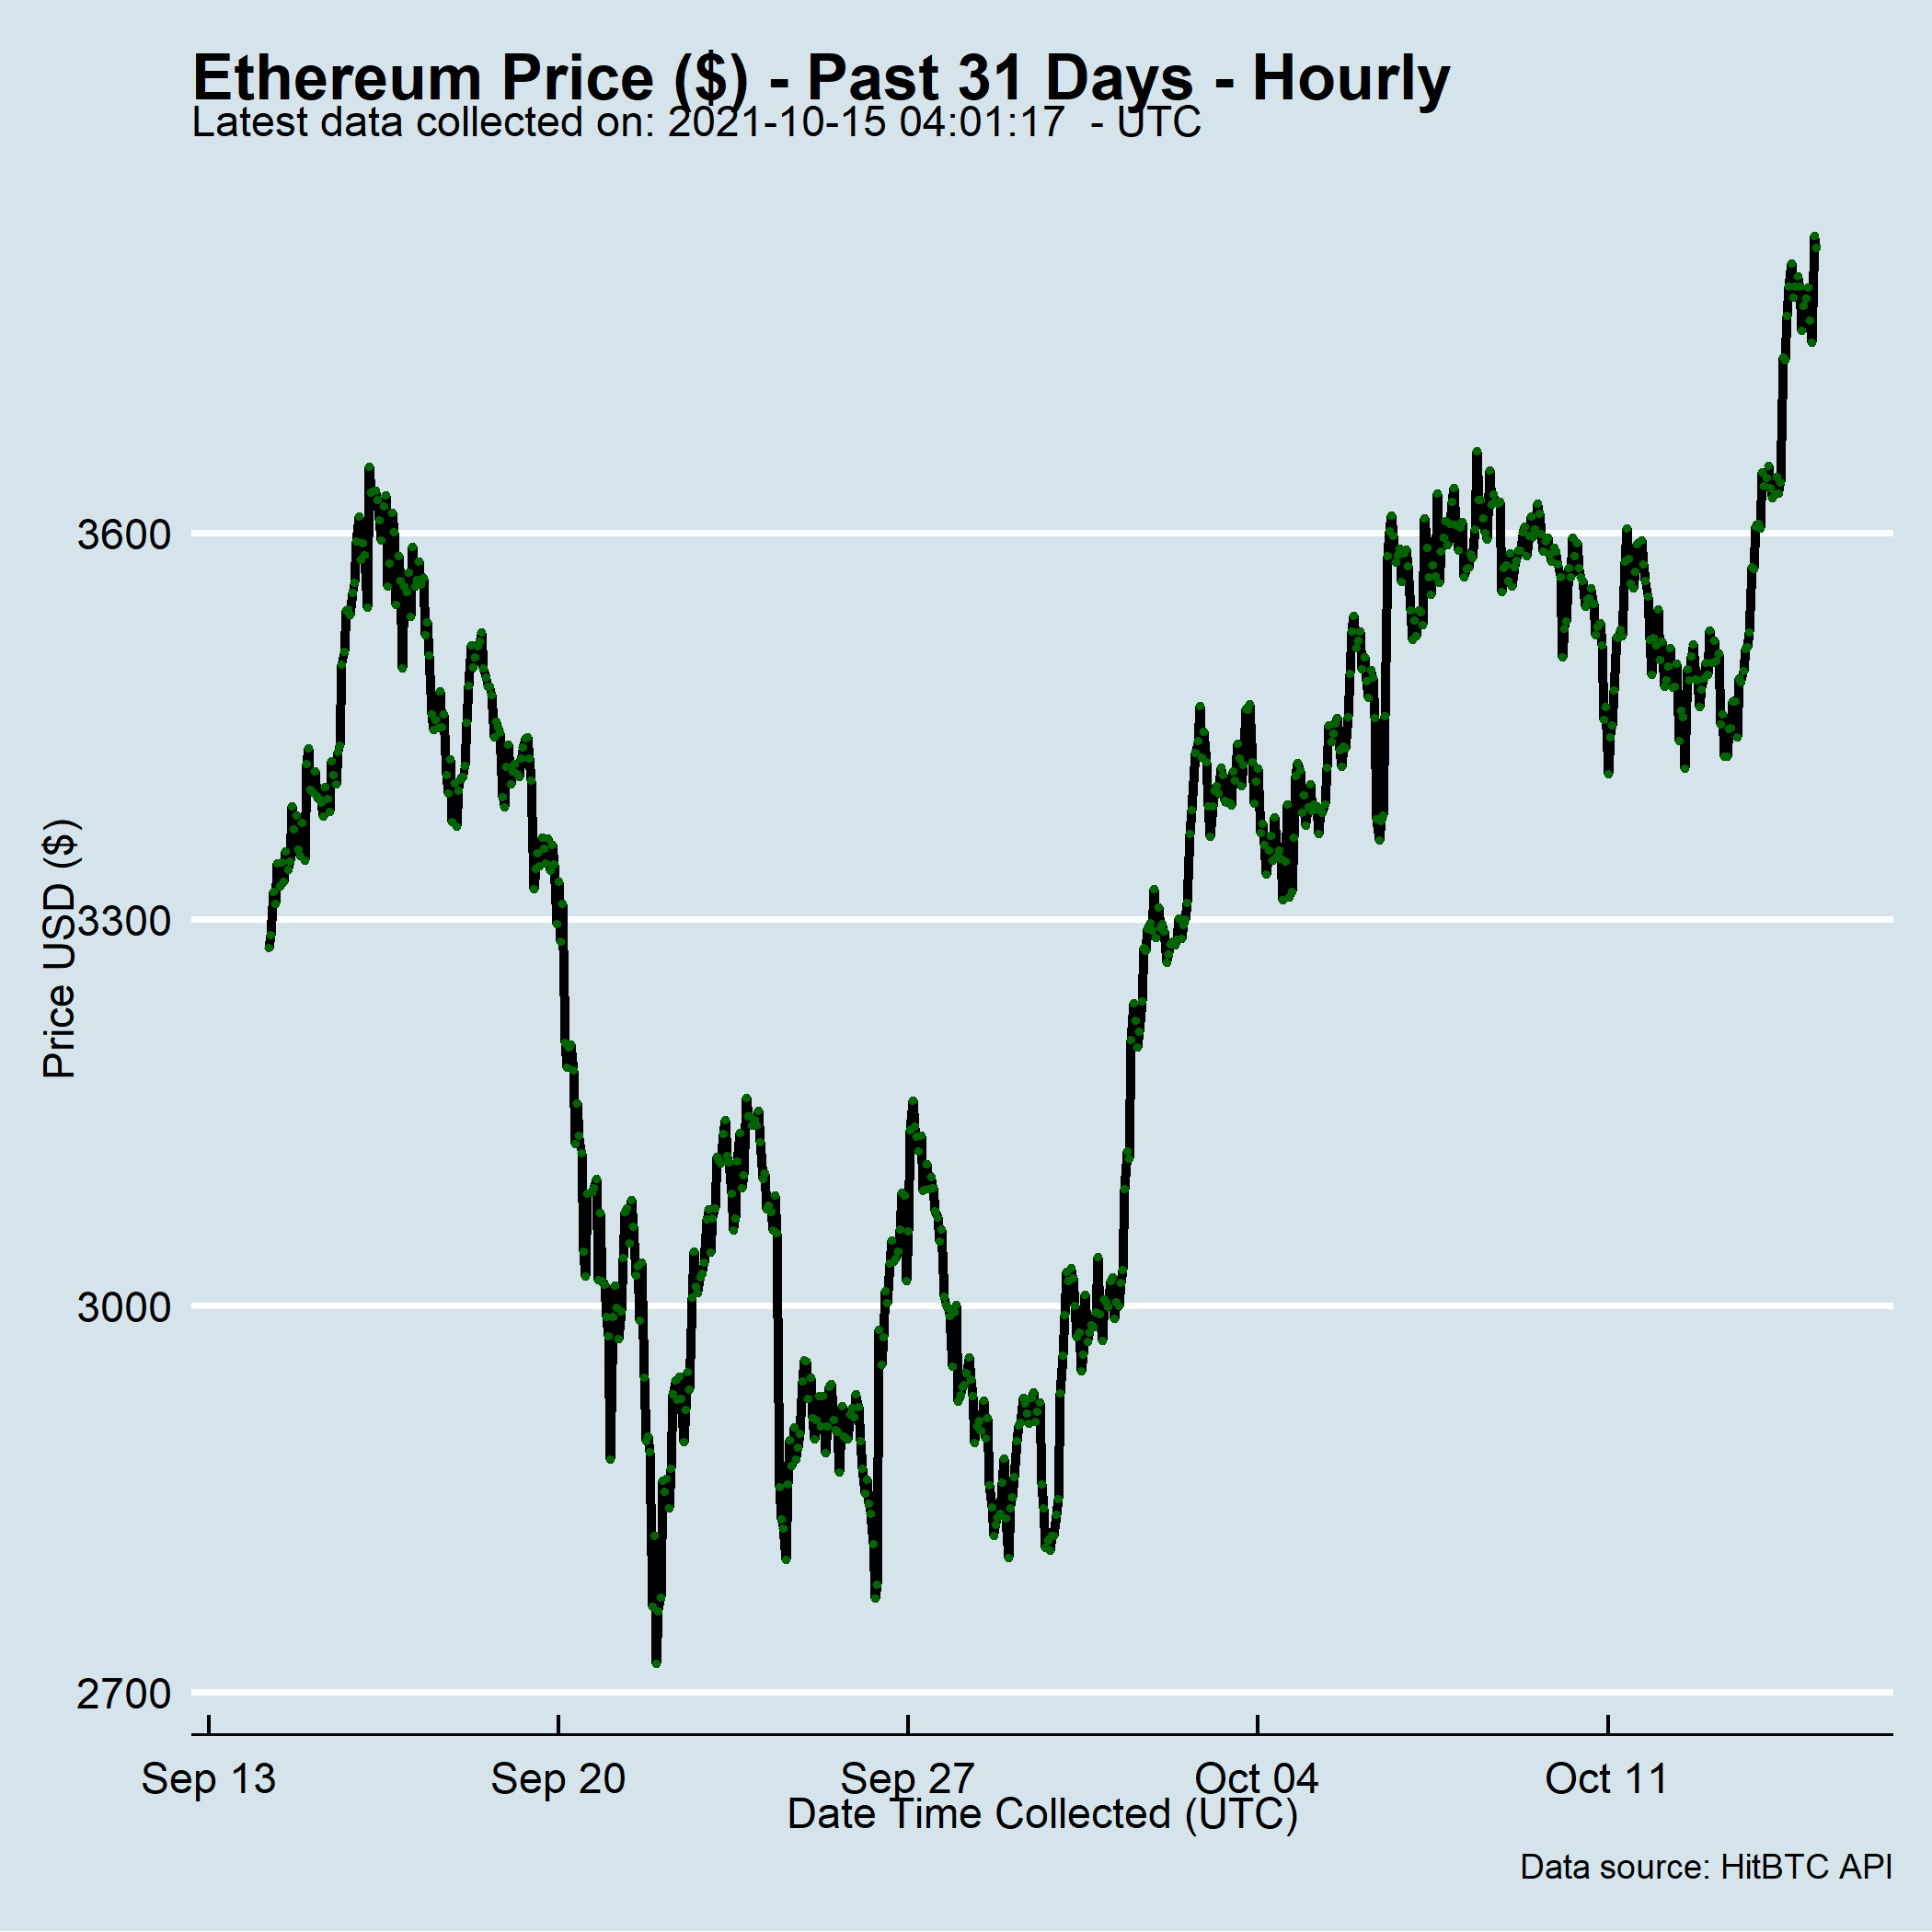 Ethereum Price ($) - Past 31 Days - Hourly
Latest data collected on: 2021-10-15 04:01:17  - UTC
Price USD ($)
3600
3300
3000
2700
Sep 13
Sep 20
Sep 27
Oct 04
Oct 11
Date Time Collected (UTC)
Data source: HitBTC API